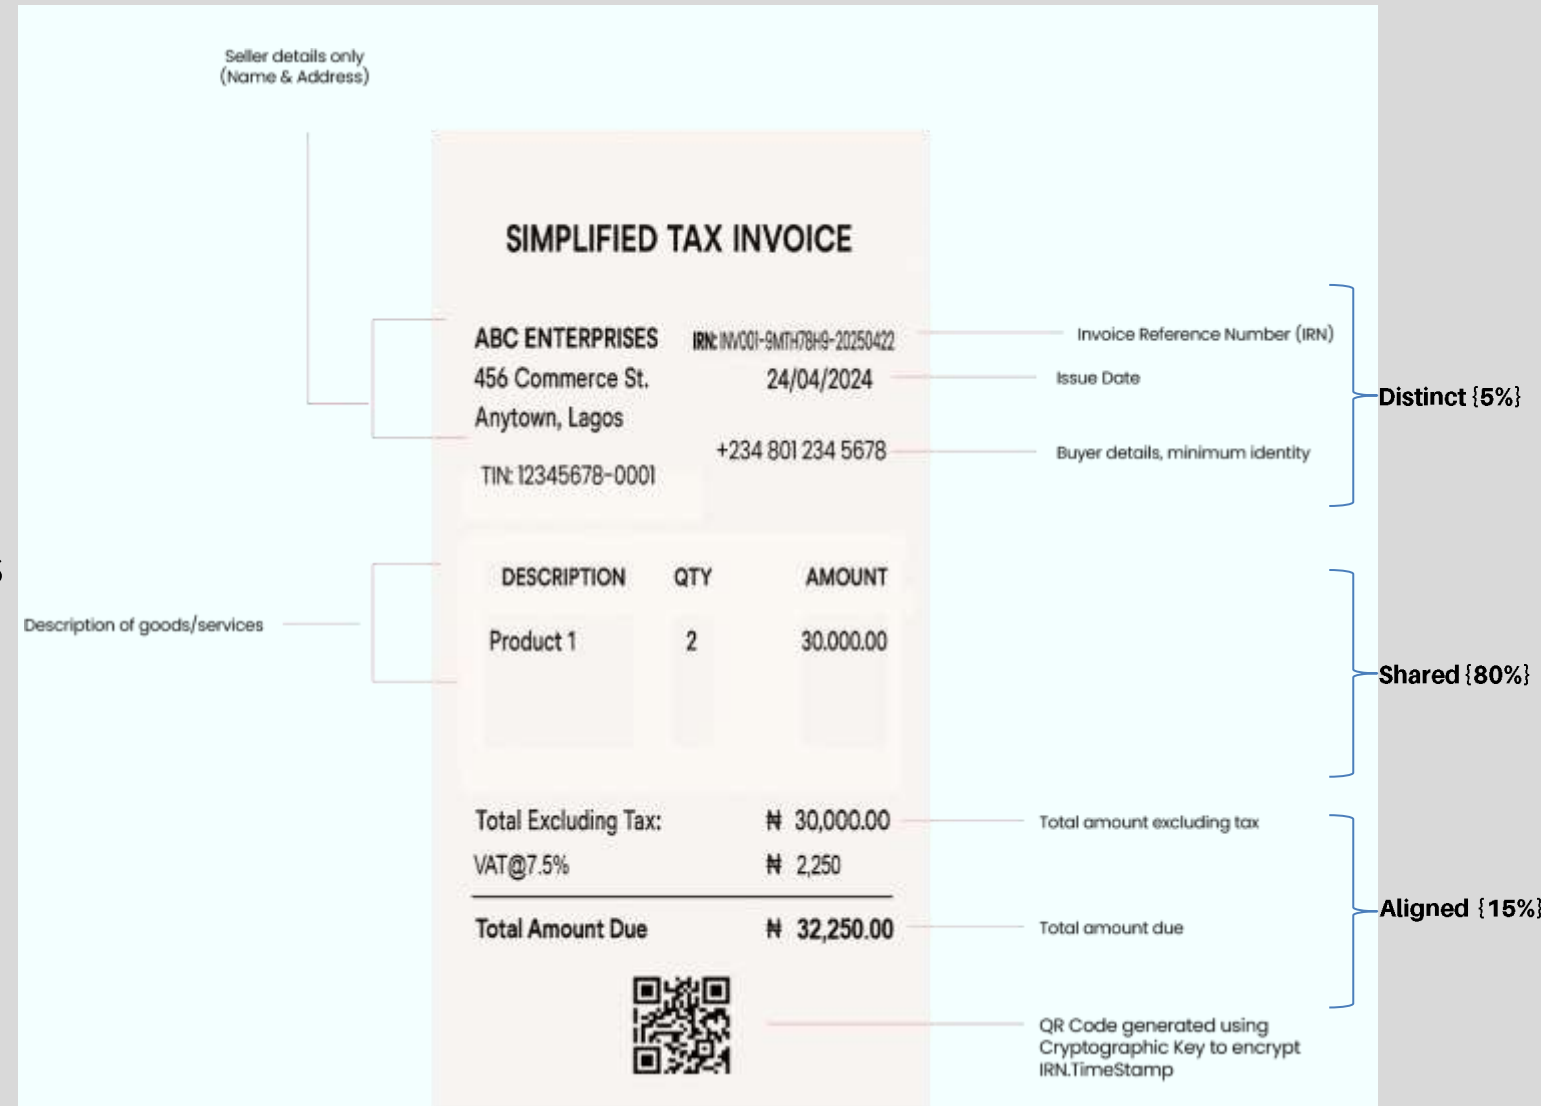 Seller details only
(Name & Address)
SIMPLIFIED TAX INVOICE
ABC ENTERPRISES
IRN: INV001-9MTH78H9-20250422
Invoice Reference Number (IRN)
456 Commerce St.
24/04/2024
Issue Date
Distinct {5%}
Anytown, Lagos
+234 801 234 5678
Buyer details, minimum identity
TIN: 12345678-0001
DESCRIPTION QTY AMOUNT
Description of goods/services
Product 1 2 30.000.00
Shared {80%}
Total Excluding Tax: ₦ 30,000.00
Total amount excluding tax
VAT@7.5% ₦ 2,250
Aligned {15%}
Total Amount Due ₦ 32,250.00
Total amount due
QR Code generated using
Cryptographic Key to encrypt
IRN.TimeStamp